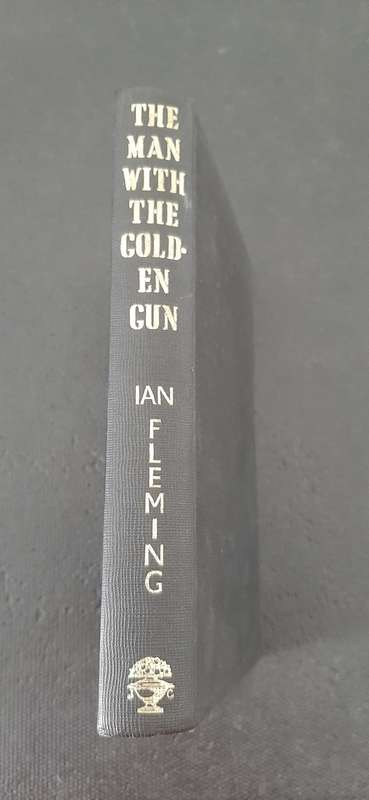 THE
MAN
WITH
THE
GOLD-
EN
GUN
IAN
FLEMING
J C